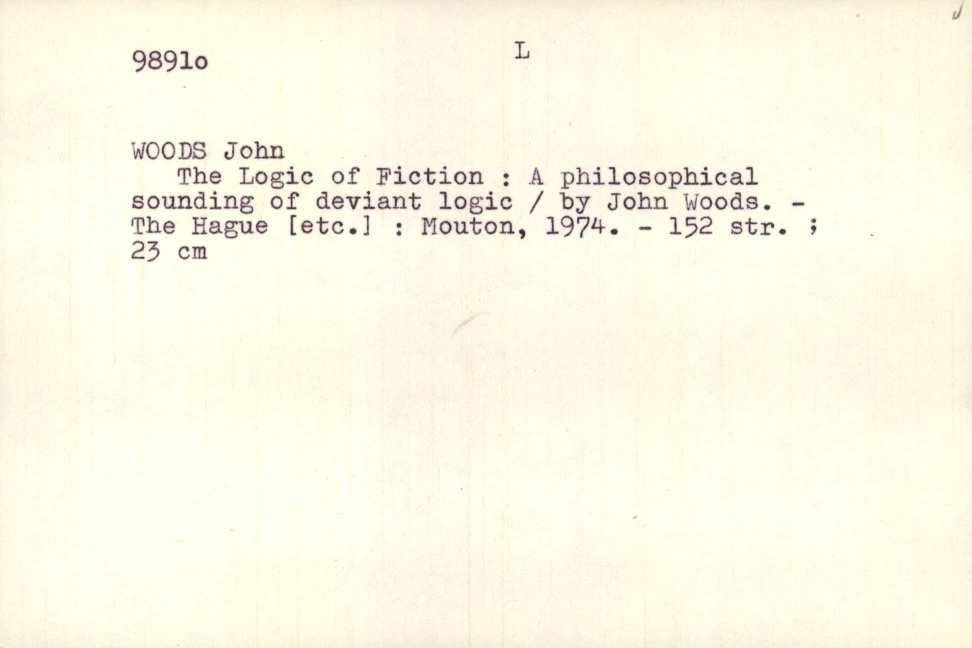 9891o
L
WOODS John
The Logic of Fiction : A philosophical
sounding of deviant logic / by John Woods. -
The Hague [etc.] : Mouton, 1974. - 152 str. ;
23 cm